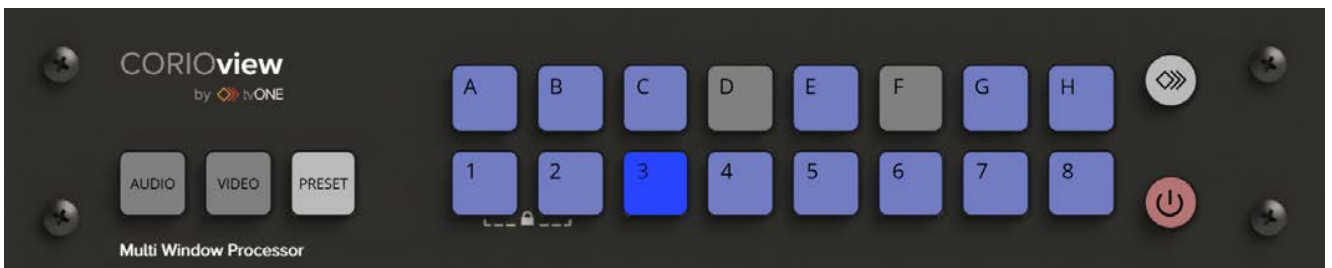 CORIOview
by tvONE
A B C D E F G H
AUDIO VIDEO PRESET
1 2 3 4 5 6 7 8
Multi Window Processor